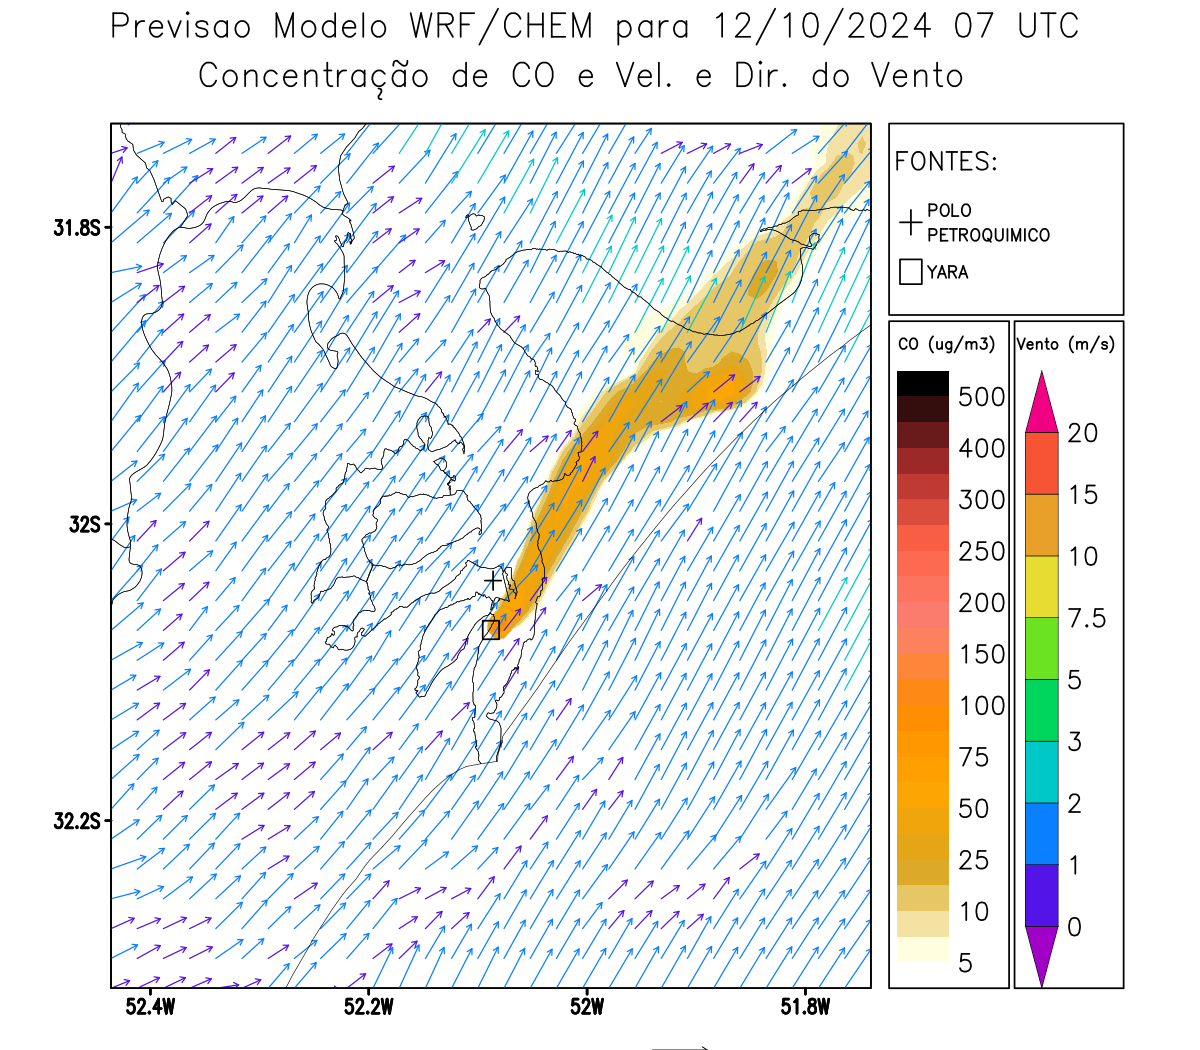 Previsao Modelo WRF/CHEM para 12/10/2024 07 UTC
Concentração de CO e Vel. e Dir. do Vento
FONTES:
POLO
PETROQUIMICO
YARA
CO (ug/m3)
500
400
300
250
200
150
100
75
50
25
10
5
Vento (m/s)
20
15
10
7.5
5
3
2
1
0
31.8S
32S
32.2S
52.4W
52.2W
52W
51.8W